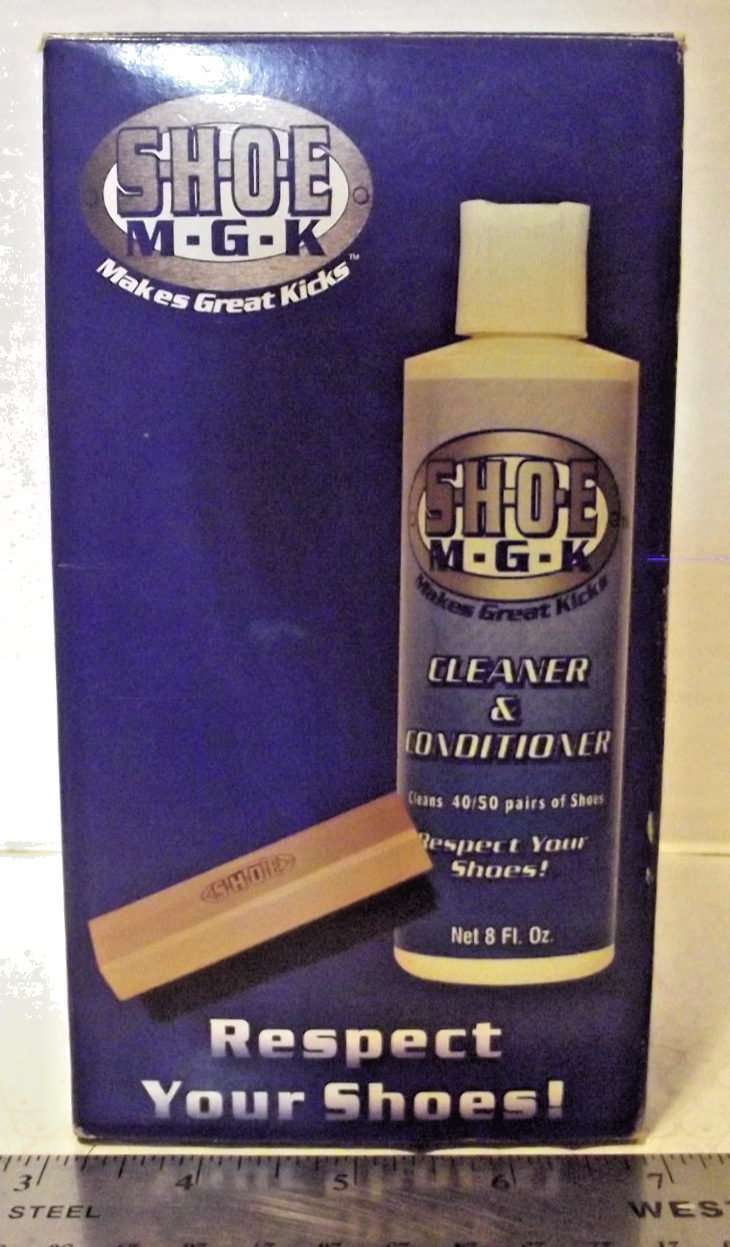 SHOE
M-G-K
Makes Great Kicks™
SHOE
M-G-K
Makes Great Kicks
CLEANER
&
CONDITIONER
Cleans 40/50 pairs of Shoes
Respect Your
Shoes!
Net 8 Fl. Oz.
SHOE
Respect
Your Shoes!
3 4 5 6 7
STEEL WEST